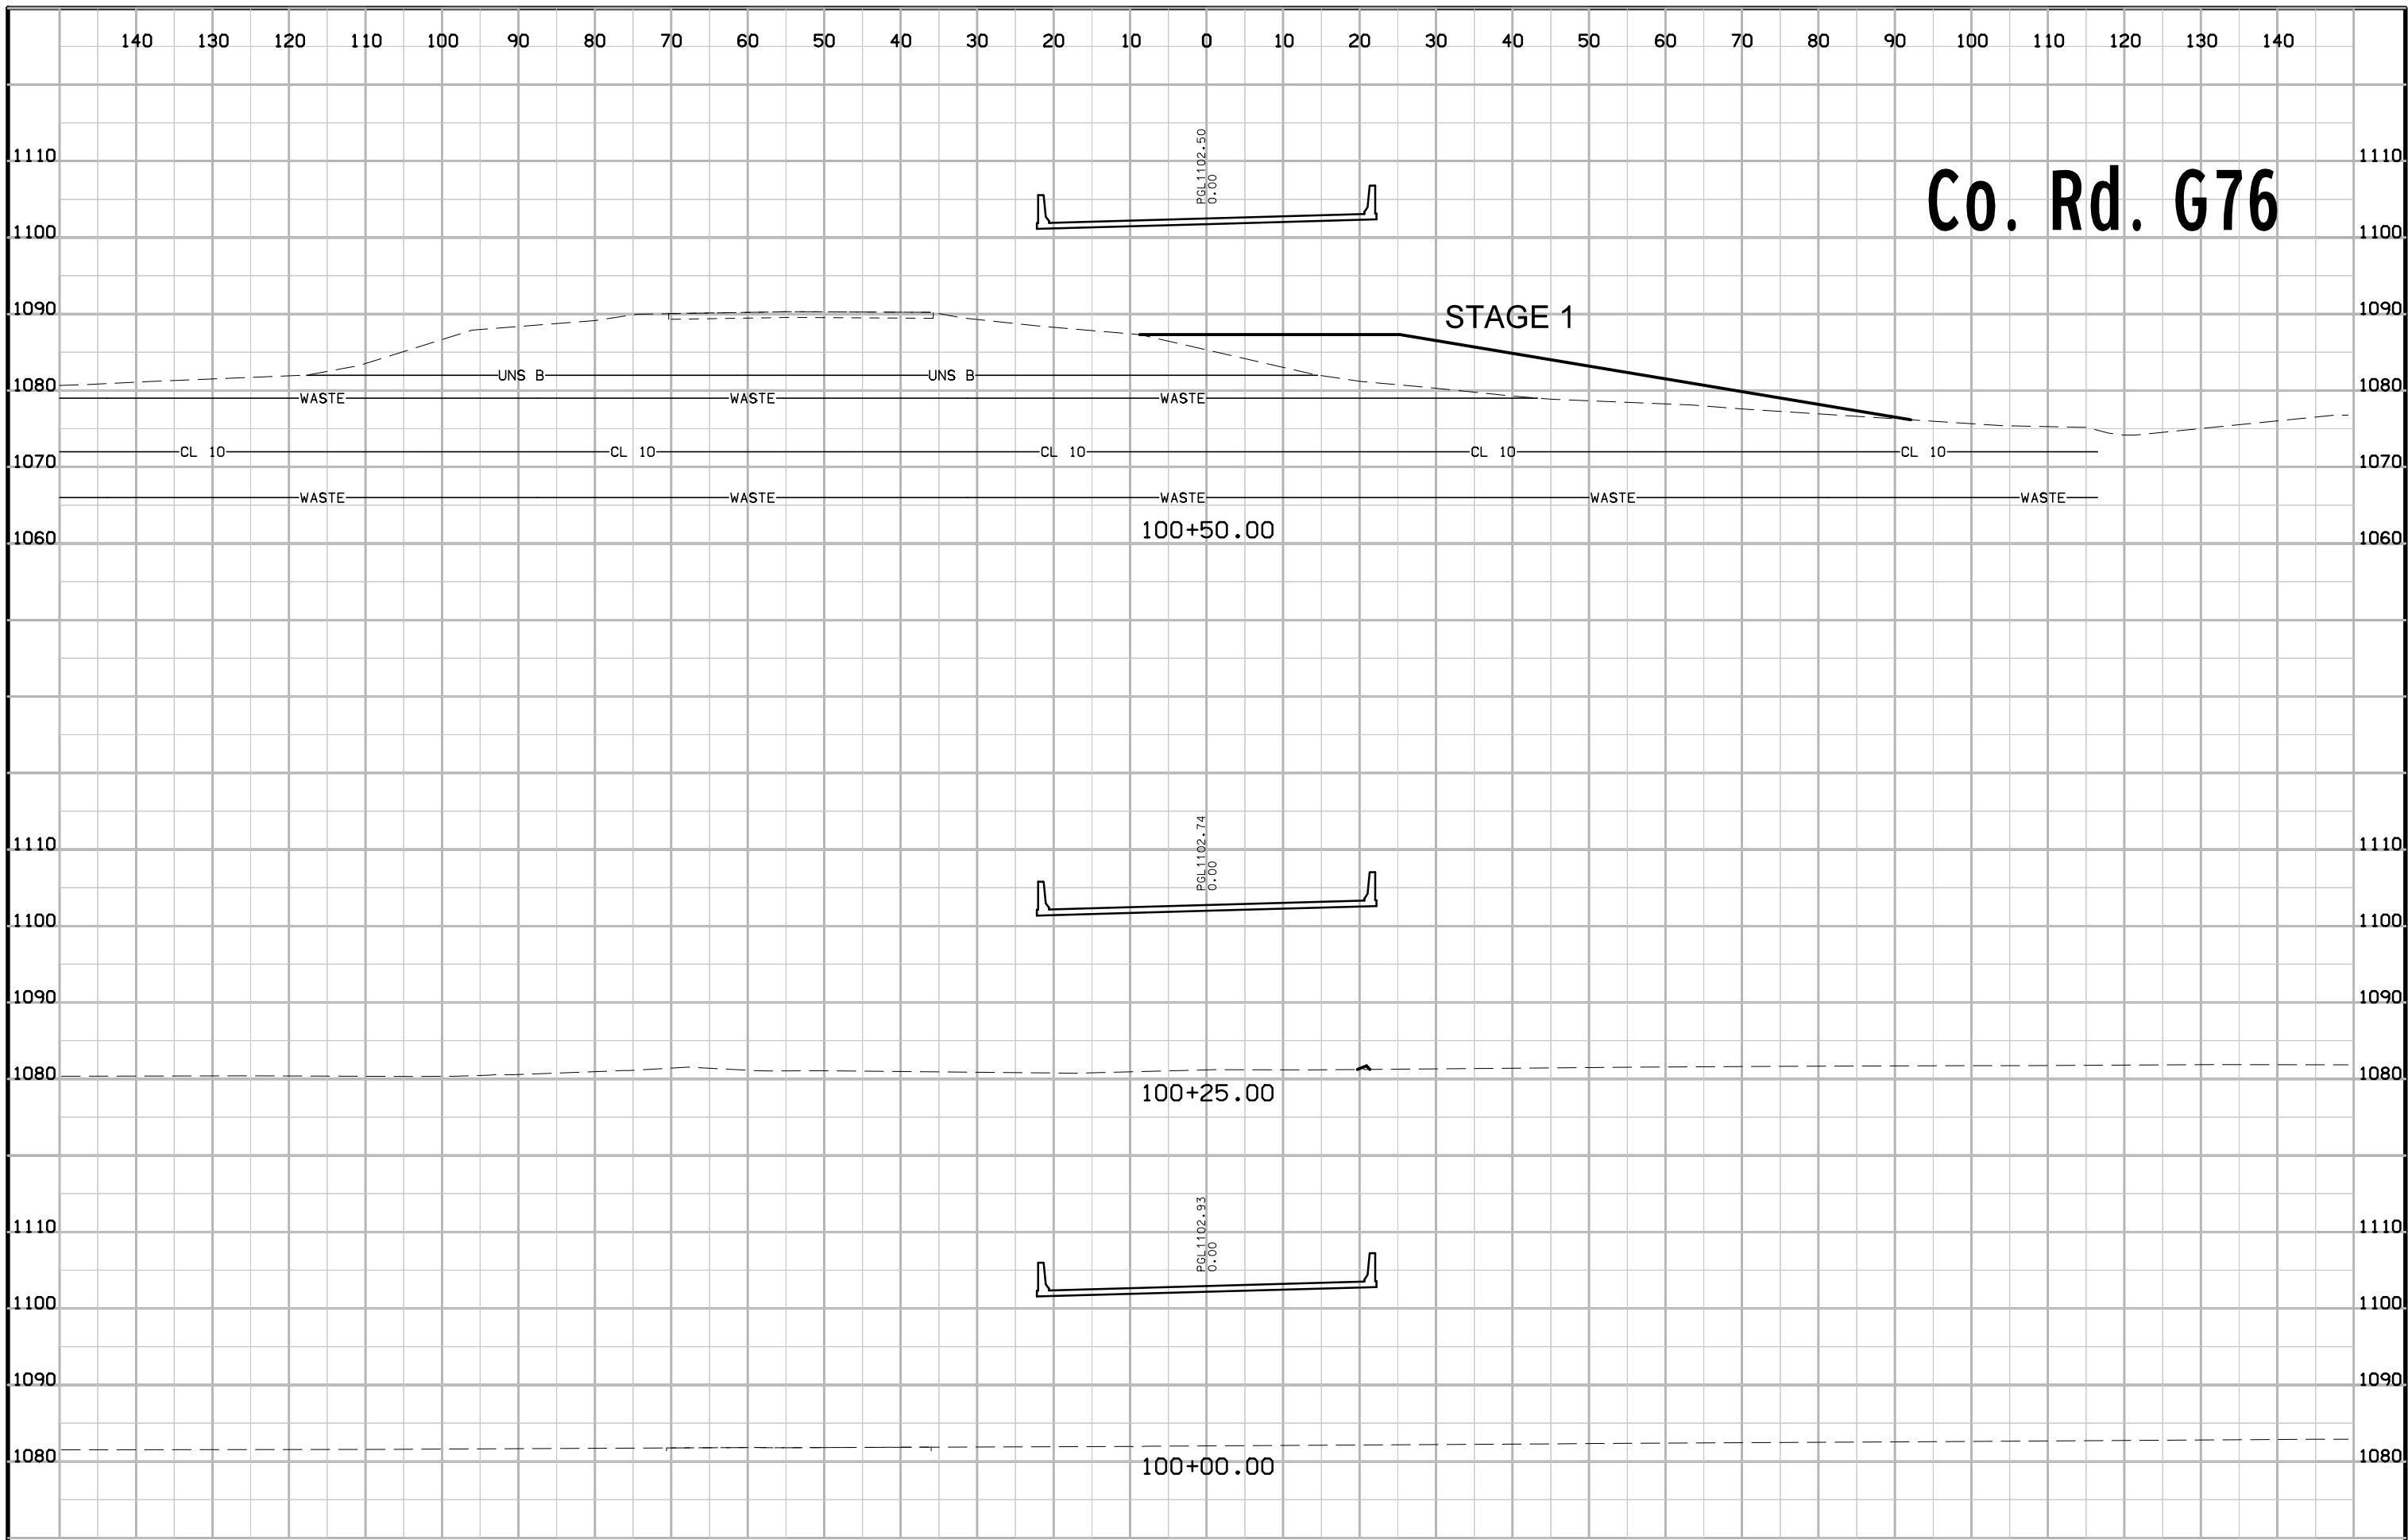 140 130 120 110 100 90 80 70 60 50 40 30 20 10 0 10 20 30 40 50 60 70 80 90 100 110 120 130 140
PGL1102.50
0.00
1110 1110
Co. Rd. G76
1100 1100
1090 STAGE 1 1090
UNS B UNS B
1080 1080
WASTE WASTE WASTE
CL 10 CL 10 CL 10 CL 10 CL 10
1070 1070
WASTE WASTE WASTE WASTE WASTE
100+50.00
1060 1060
PGL1102.74
0.00
1110 1110
1100 1100
1090 1090
1080 1080
100+25.00
PGL1102.93
0.00
1110 1110
1100 1100
1090 1090
1080 1080
100+00.00